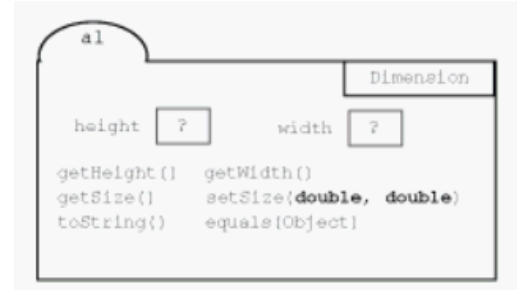 a1
Dimension
height ? width ?
getHeight() getWidth()
getSize() setSize(double, double)
toString() equals(Object)